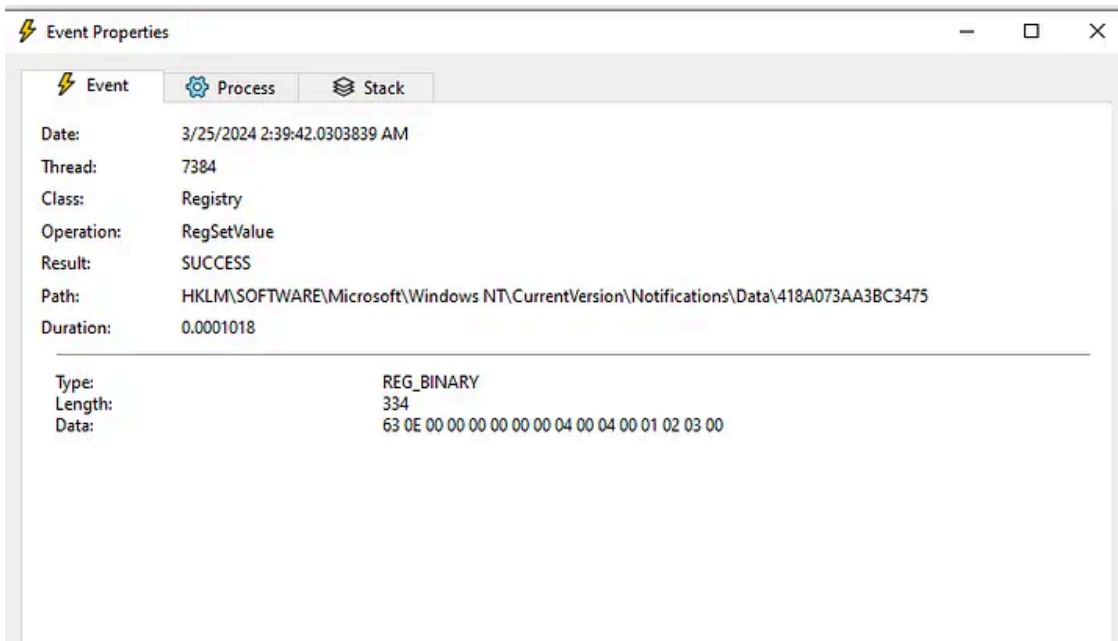 Event Properties
Event Process Stack
Date: 3/25/2024 2:39:42.0303839 AM
Thread: 7384
Class: Registry
Operation: RegSetValue
Result: SUCCESS
Path: HKLM\SOFTWARE\Microsoft\Windows NT\CurrentVersion\Notifications\Data\418A073AA3BC3475
Duration: 0.0001018
Type: REG_BINARY
Length: 334
Data: 63 0E 00 00 00 00 00 00 04 00 04 00 01 02 03 00